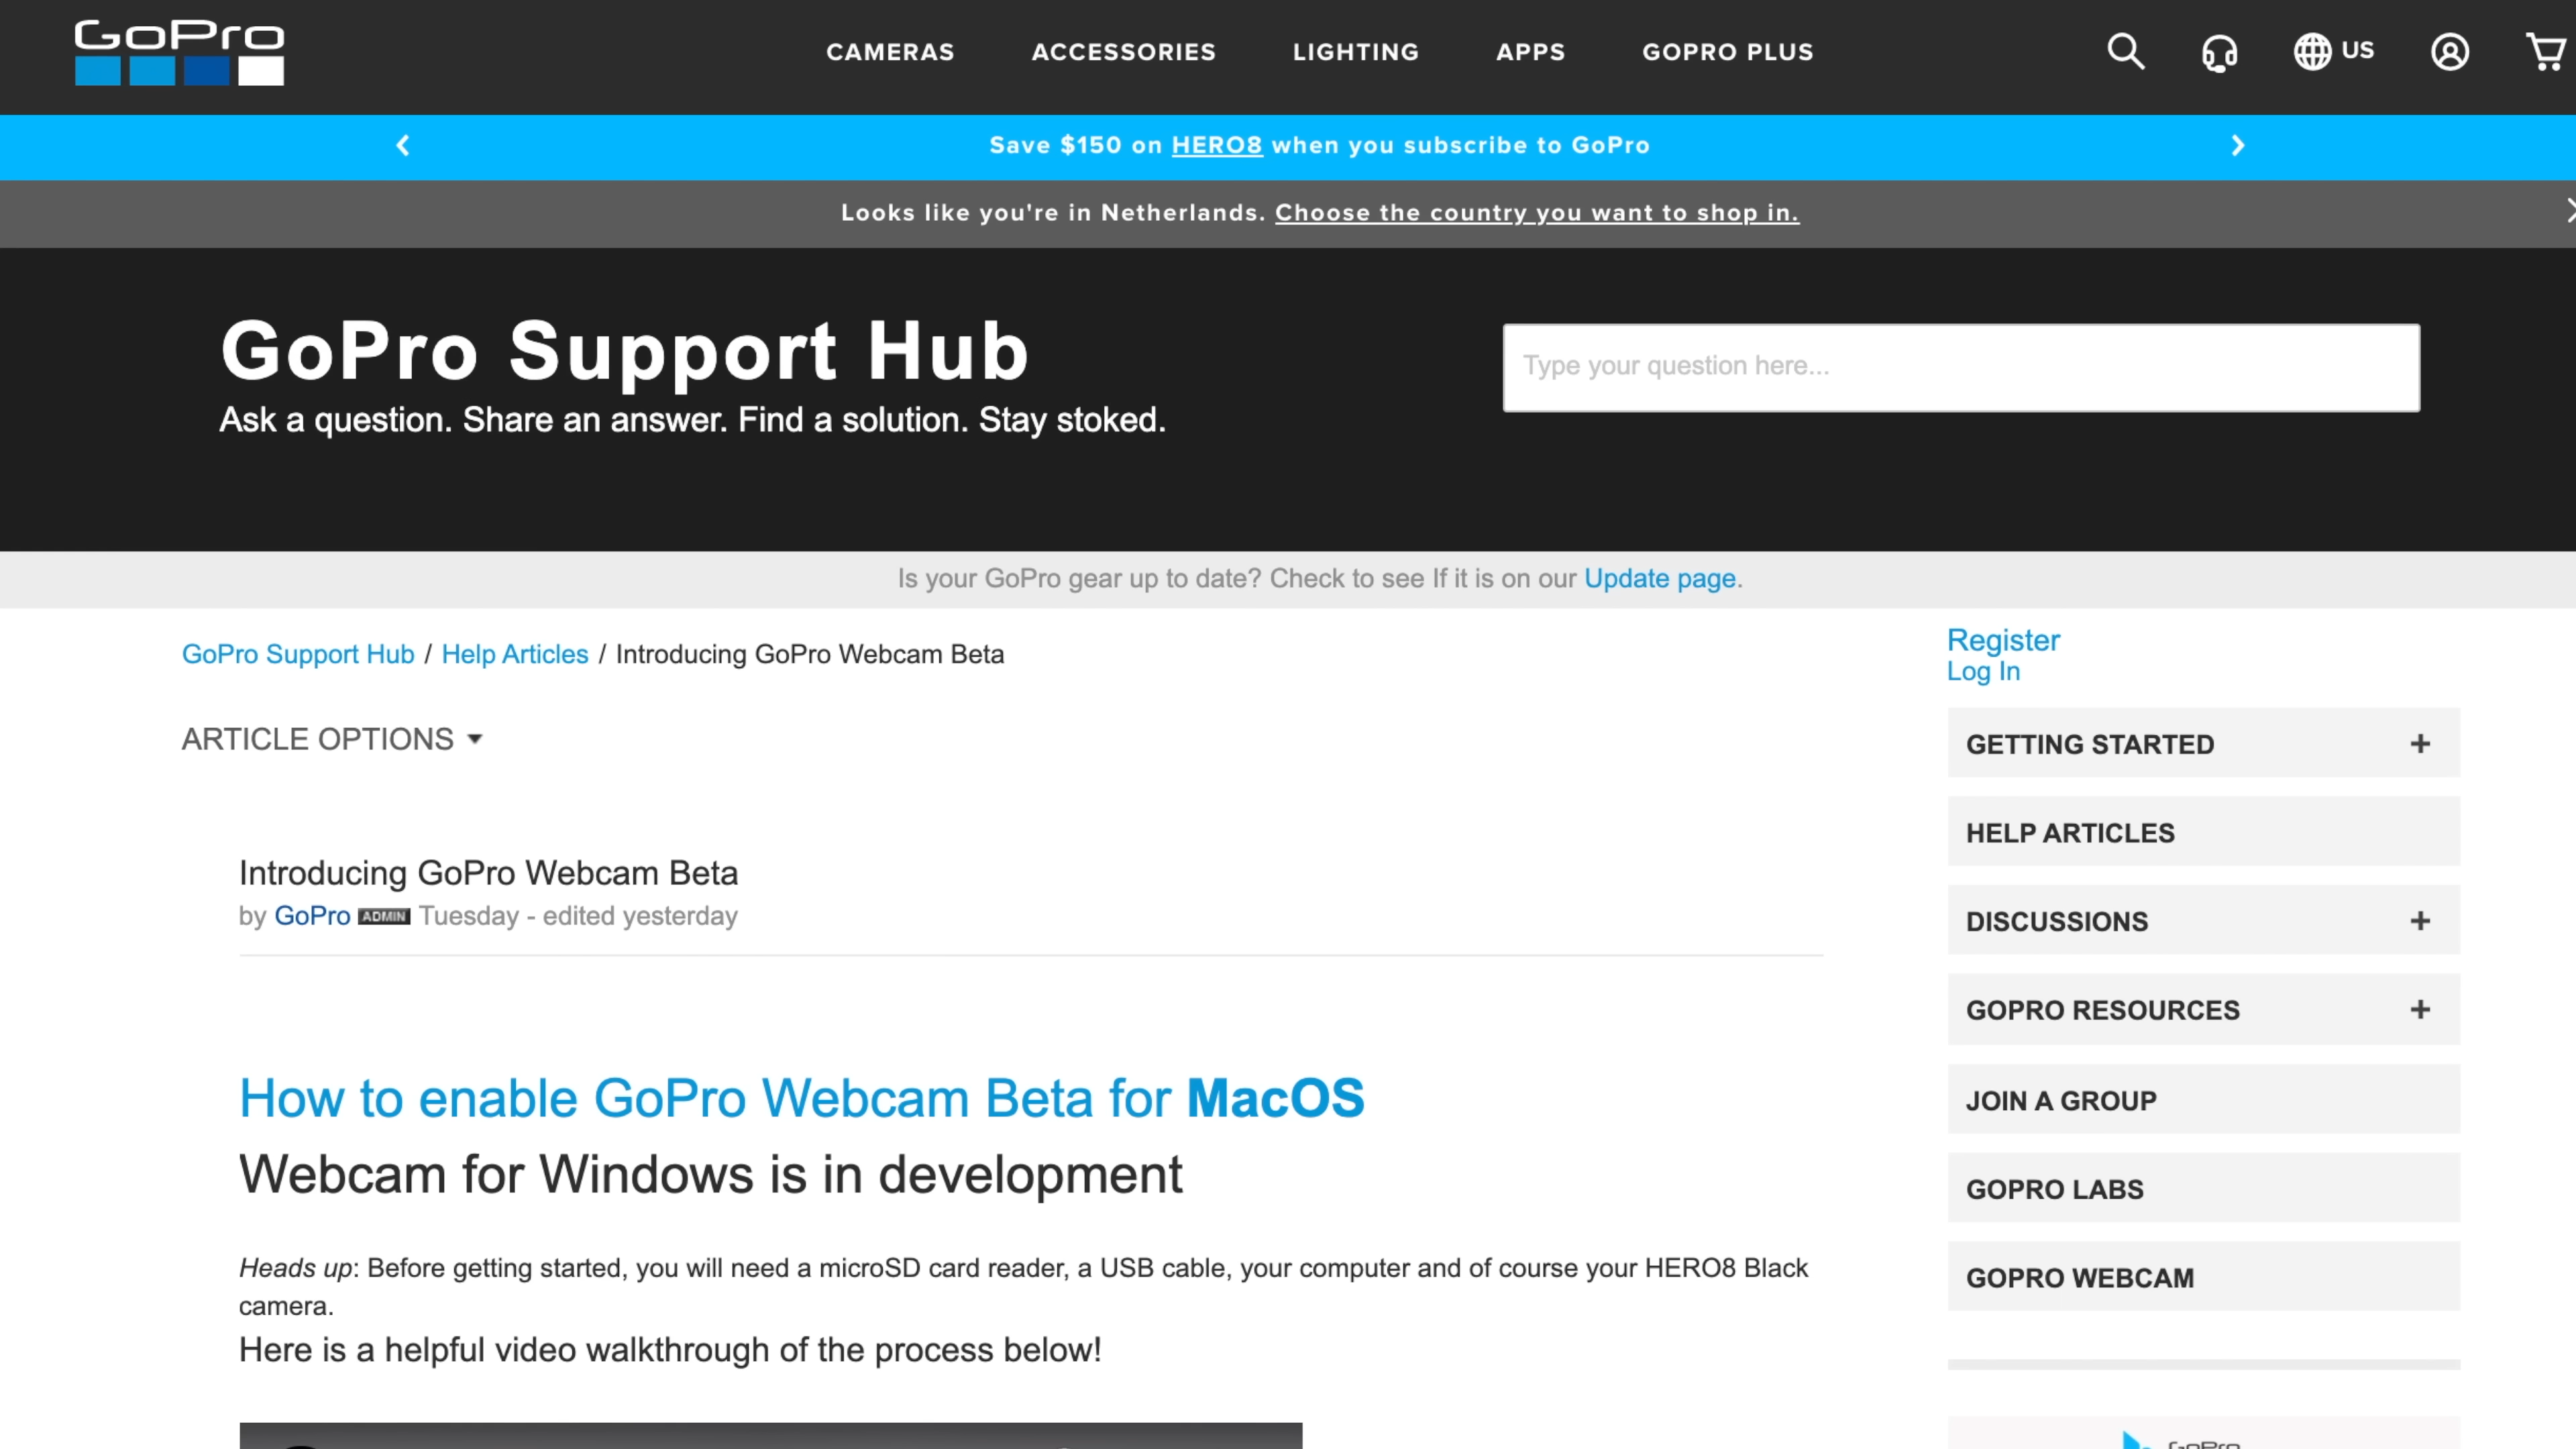 GoPro
CAMERAS ACCESSORIES LIGHTING APPS GOPRO PLUS US
Save $150 on HERO8 when you subscribe to GoPro
Looks like you're in Netherlands. Choose the country you want to shop in.
GoPro Support Hub
Ask a question. Share an answer. Find a solution. Stay stoked.
Type your question here...
Is your GoPro gear up to date? Check to see If it is on our Update page.
GoPro Support Hub / Help Articles / Introducing GoPro Webcam Beta
ARTICLE OPTIONS
Introducing GoPro Webcam Beta
by GoPro ADMIN Tuesday - edited yesterday
How to enable GoPro Webcam Beta for MacOS
Webcam for Windows is in development
Heads up: Before getting started, you will need a microSD card reader, a USB cable, your computer and of course your HERO8 Black
camera.
Here is a helpful video walkthrough of the process below!
Register
Log In
GETTING STARTED +
HELP ARTICLES
DISCUSSIONS +
GOPRO RESOURCES +
JOIN A GROUP
GOPRO LABS
GOPRO WEBCAM
GoPro